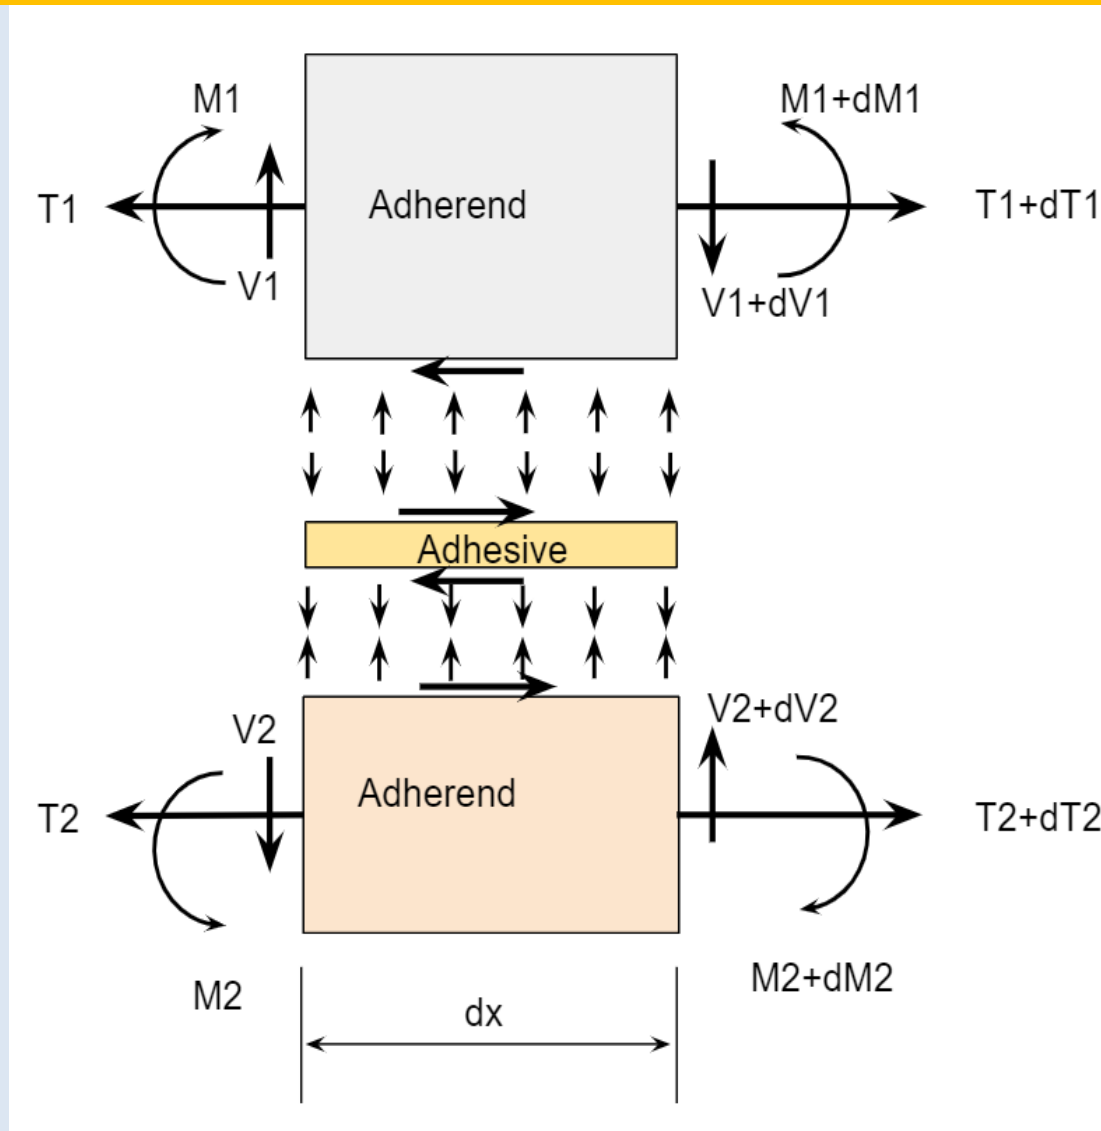 M1
M1+dM1
T1
Adherend
T1+dT1
V1
V1+dV1
Adhesive
V2
V2+dV2
T2
Adherend
T2+dT2
M2
M2+dM2
dx